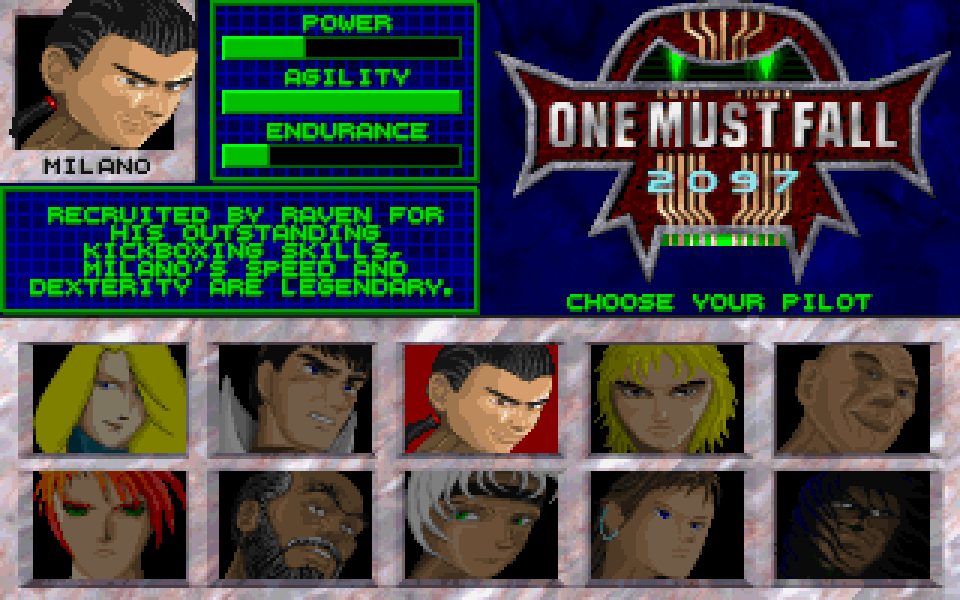 POWER
AGILITY
ENDURANCE
MILANO
RECRUITED BY RAVEN FOR
HIS OUTSTANDING
KICKBOXING SKILLS,
MILANO'S SPEED AND
DEXTERITY ARE LEGENDARY.
ONE MUST FALL
2097
CHOOSE YOUR PILOT